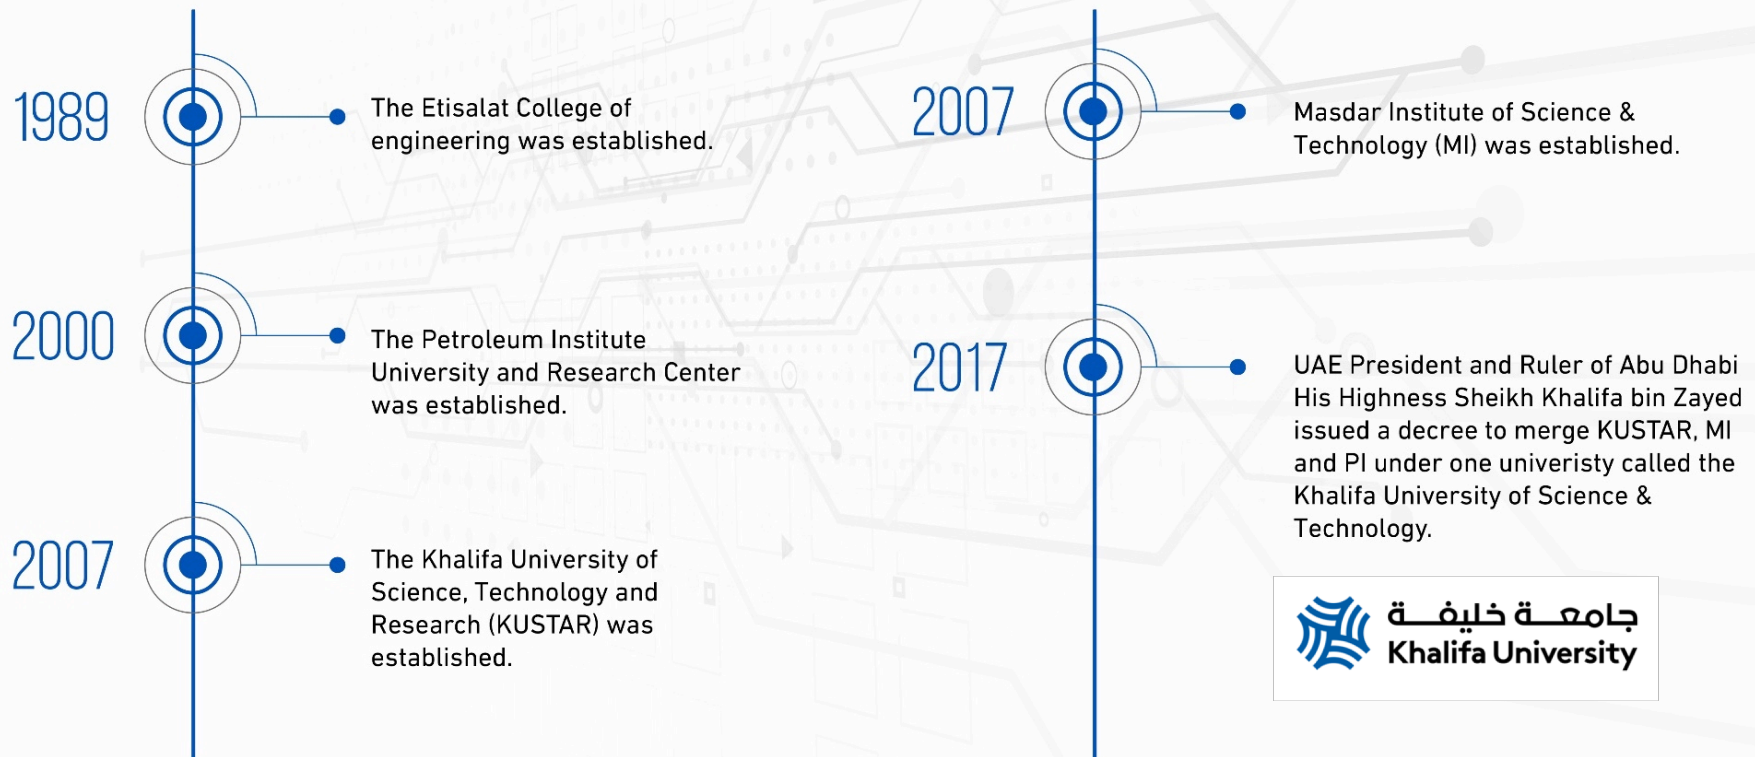 1989
The Etisalat College of
engineering was established.
2000
The Petroleum Institute
University and Research Center
was established.
2007
The Khalifa University of
Science, Technology and
Research (KUSTAR) was
established.
2007
Masdar Institute of Science &
Technology (MI) was established.
2017
UAE President and Ruler of Abu Dhabi
His Highness Sheikh Khalifa bin Zayed
issued a decree to merge KUSTAR, MI
and PI under one univeristy called the
Khalifa University of Science &
Technology.
جامعـــة خليفـــة
Khalifa University